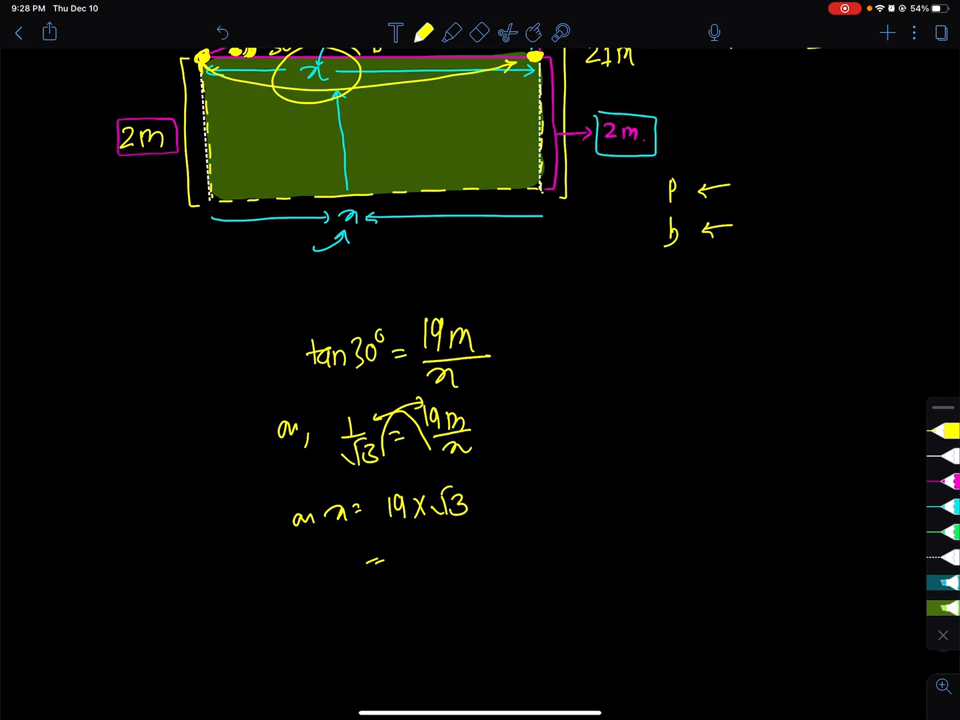 9:28 PM Thu Dec 10
54%
T
x
21m
2m
2m.
x
p ←
b ←
tan30° = 19m/x
or, 1/√3 = 19m/x
or x = 19×√3
=